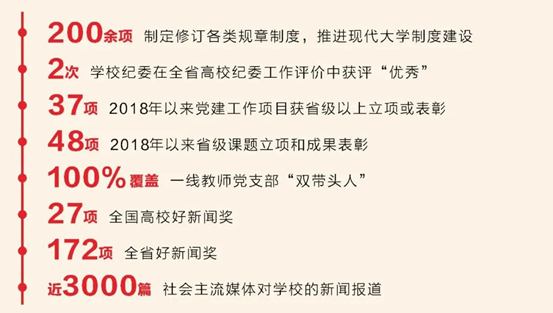 200余项 制定修订各类规章制度，推进现代大学制度建设
2次 学校纪委在全省高校纪委工作评价中获评“优秀”
37项 2018年以来党建工作项目获省级以上立项或表彰
48项 2018年以来省级课题立项和成果表彰
100%覆盖 一线教师党支部“双带头人”
27项 全国高校好新闻奖
172项 全省好新闻奖
近3000篇 社会主流媒体对学校的新闻报道